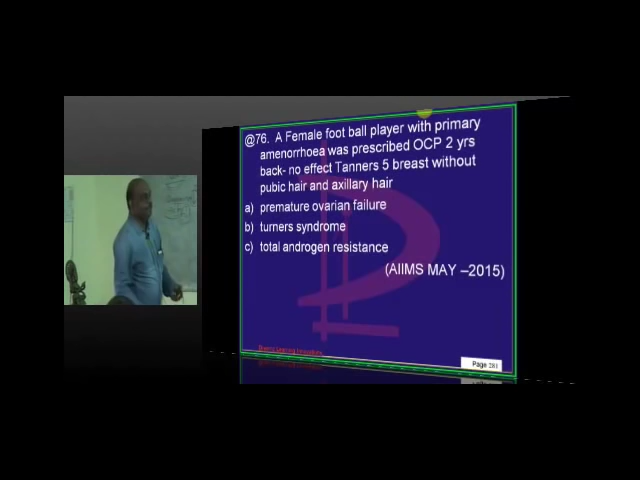 @76. A Female foot ball player with primary
amenorrhoea was prescribed OCP 2 yrs
back- no effect Tanners 5 breast without
pubic hair and axillary hair
a) premature ovarian failure
b) turners syndrome
c) total androgen resistance
(AIIMS MAY –2015)
Page 281